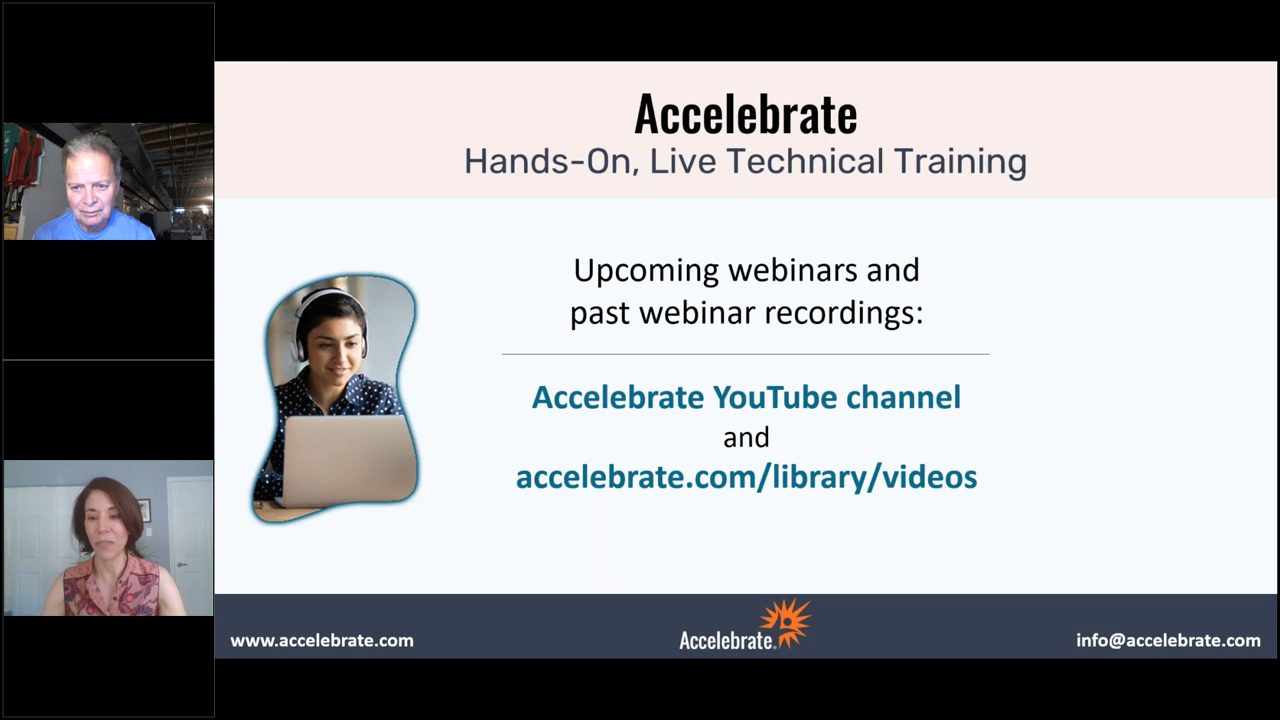 Accelebrate
Hands-On, Live Technical Training
Upcoming webinars and
past webinar recordings:
Accelebrate YouTube channel
and
accelebrate.com/library/videos
www.accelebrate.com
Accelebrate.
info@accelebrate.com